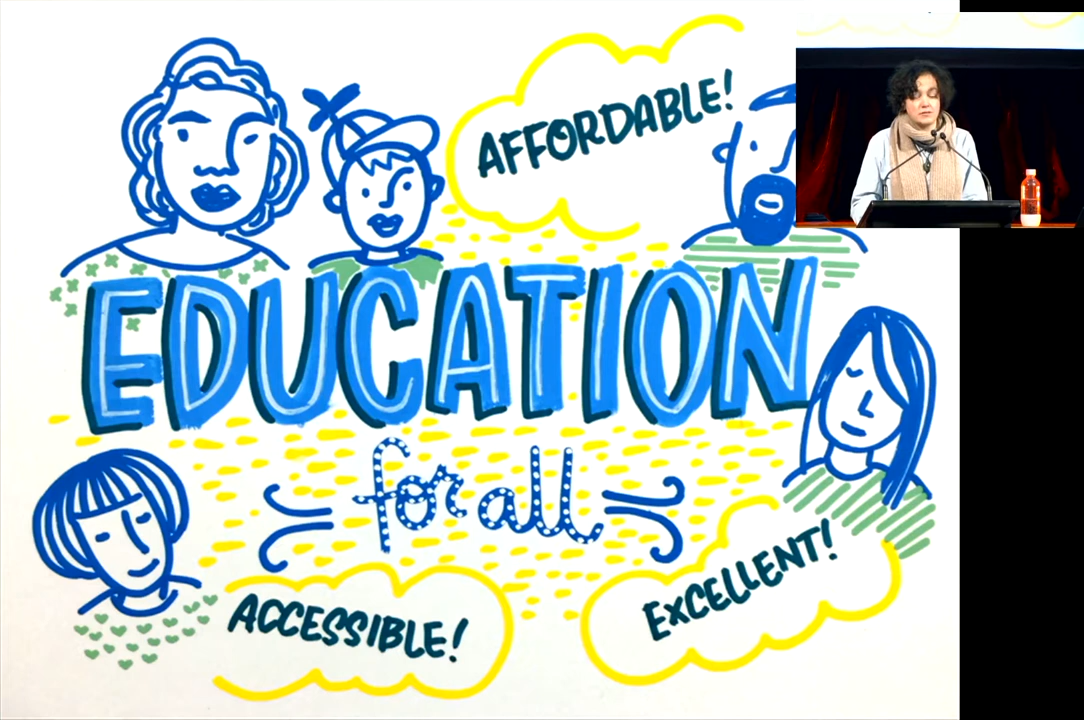 AFFORDABLE!
EDUCATION
for all
ACCESSIBLE!
EXCELLENT!